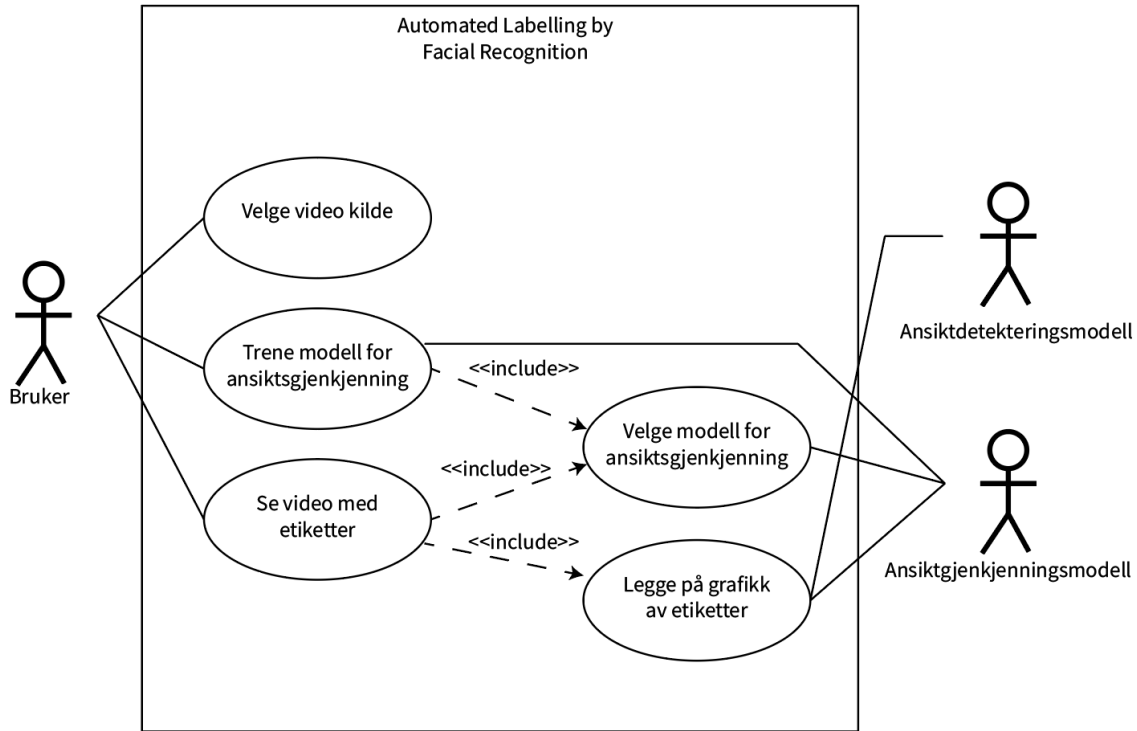 Automated Labelling by
Facial Recognition
Velge video kilde
Trene modell for
ansiktsgjenkjenning
<<include>>
Bruker
Velge modell for
ansiktsgjenkjenning
<<include>>
Se video med
etiketter
<<include>>
Legge på grafikk
av etiketter
Ansiktdetekteringsmodell
Ansiktgjenkjenningsmodell